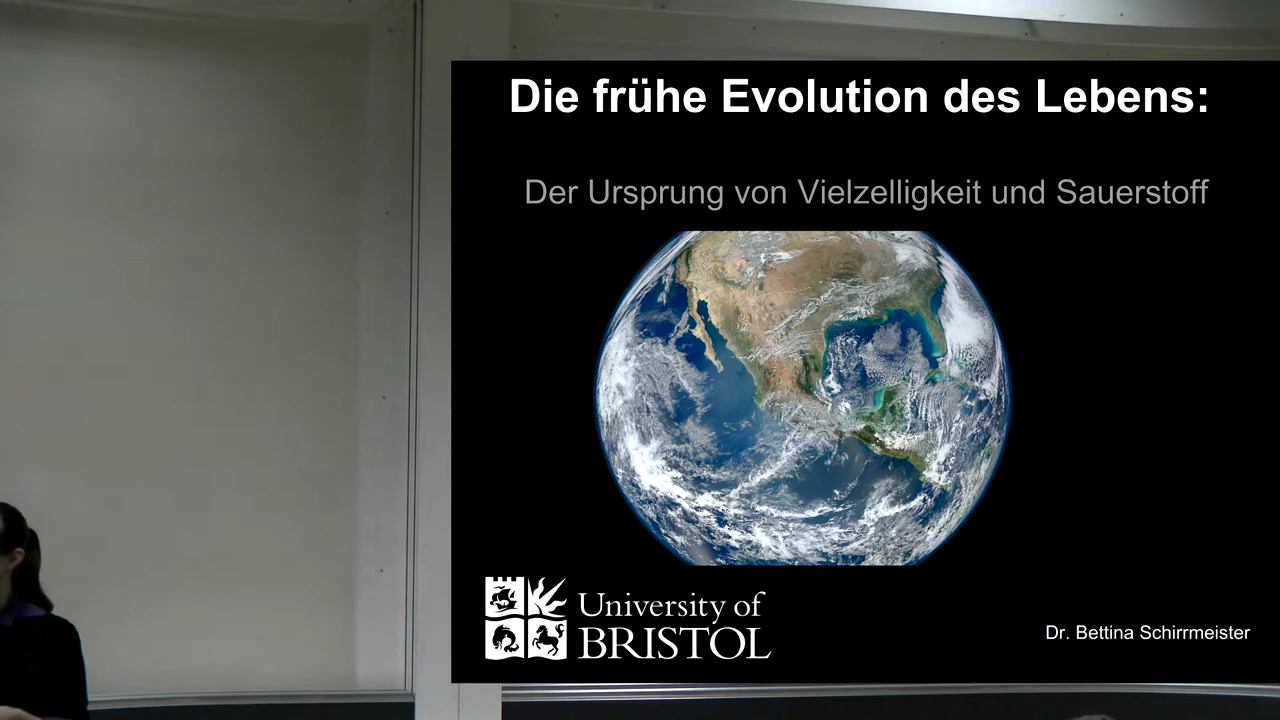 Die frühe Evolution des Lebens:
Der Ursprung von Vielzelligkeit und Sauerstoff
University of
BRISTOL
Dr. Bettina Schirrmeister